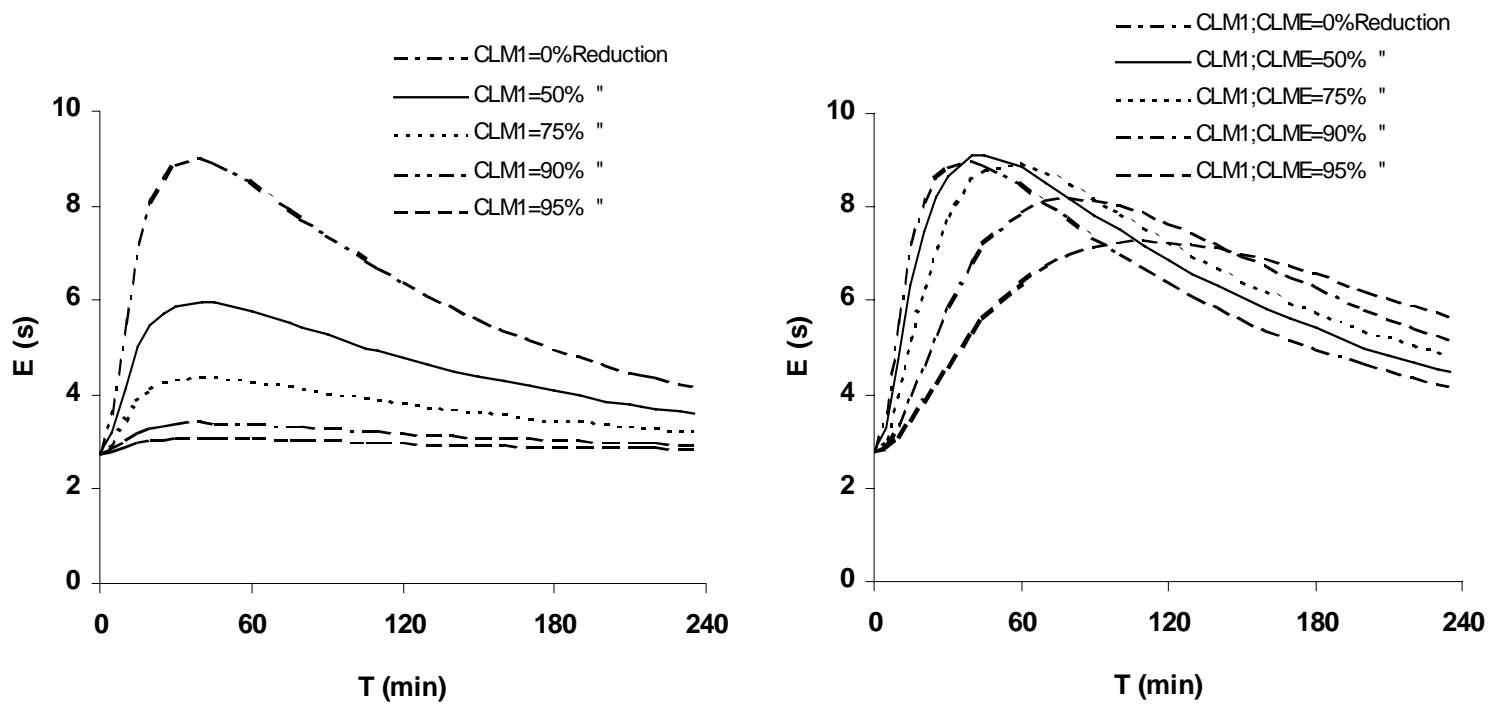 CLM1=0%Reduction
CLM1=50% "
CLM1=75% "
CLM1=90% "
CLM1=95% "
10
8
6
4
2
0
E (s)
0 60 120 180 240
T (min)
CLM1;CLME=0%Reduction
CLM1;CLME=50% "
CLM1;CLME=75% "
CLM1;CLME=90% "
CLM1;CLME=95% "
10
8
6
4
2
0
E (s)
0 60 120 180 240
T (min)